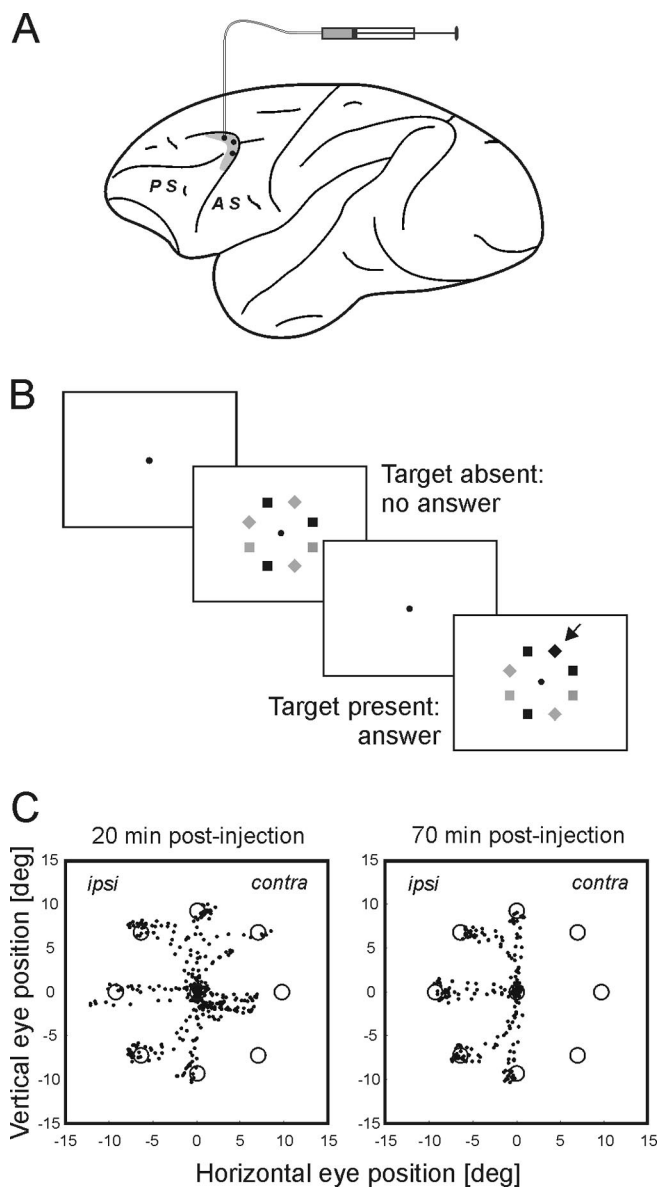 A
PS
AS
B
Target absent:
no answer
Target present:
answer
C
20 min post-injection
70 min post-injection
ipsi
contra
ipsi
contra
Vertical eye position [deg]
15
10
5
0
-5
-10
-15
-15
-10
-5
0
5
10
15
15
10
5
0
-5
-10
-15
-15
-10
-5
0
5
10
15
Horizontal eye position [deg]